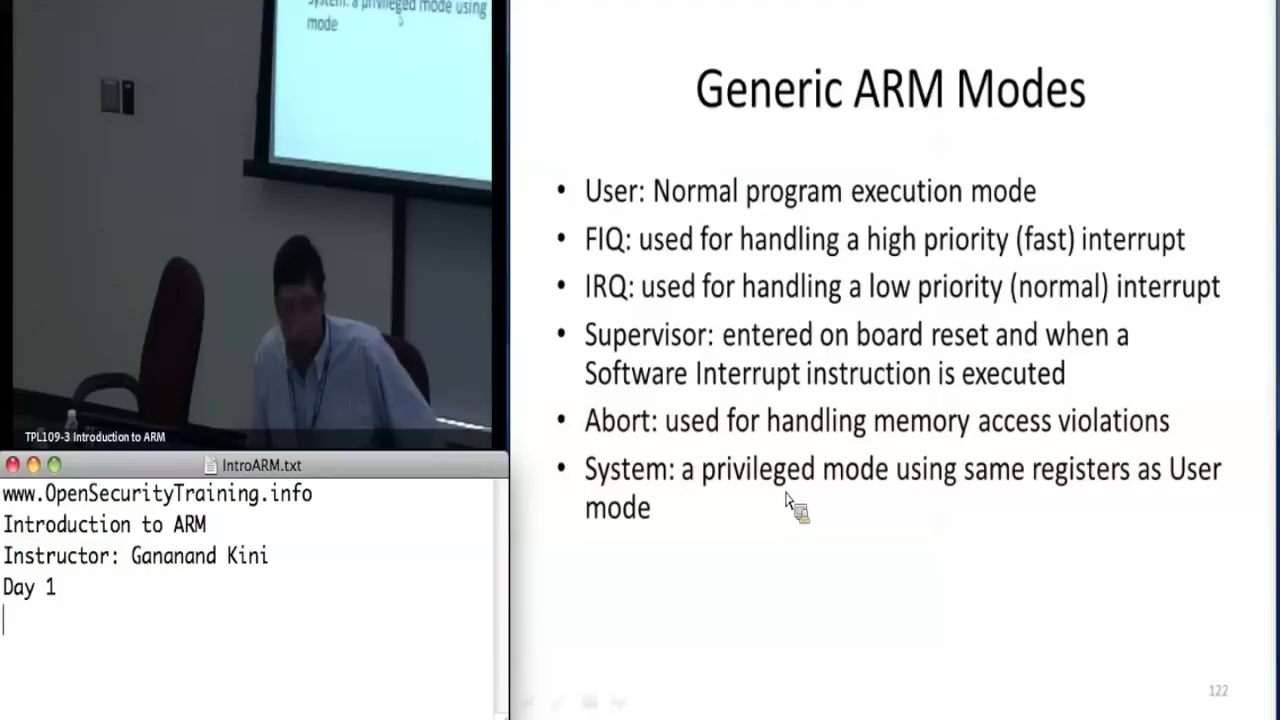 System: a privileged mode using
mode
TPL109-3 Introduction to ARM
IntroARM.txt
www.OpenSecurityTraining.info
Introduction to ARM
Instructor: Gananand Kini
Day 1
Generic ARM Modes
• User: Normal program execution mode
• FIQ: used for handling a high priority (fast) interrupt
• IRQ: used for handling a low priority (normal) interrupt
• Supervisor: entered on board reset and when a
Software Interrupt instruction is executed
• Abort: used for handling memory access violations
• System: a privileged mode using same registers as User
mode
122